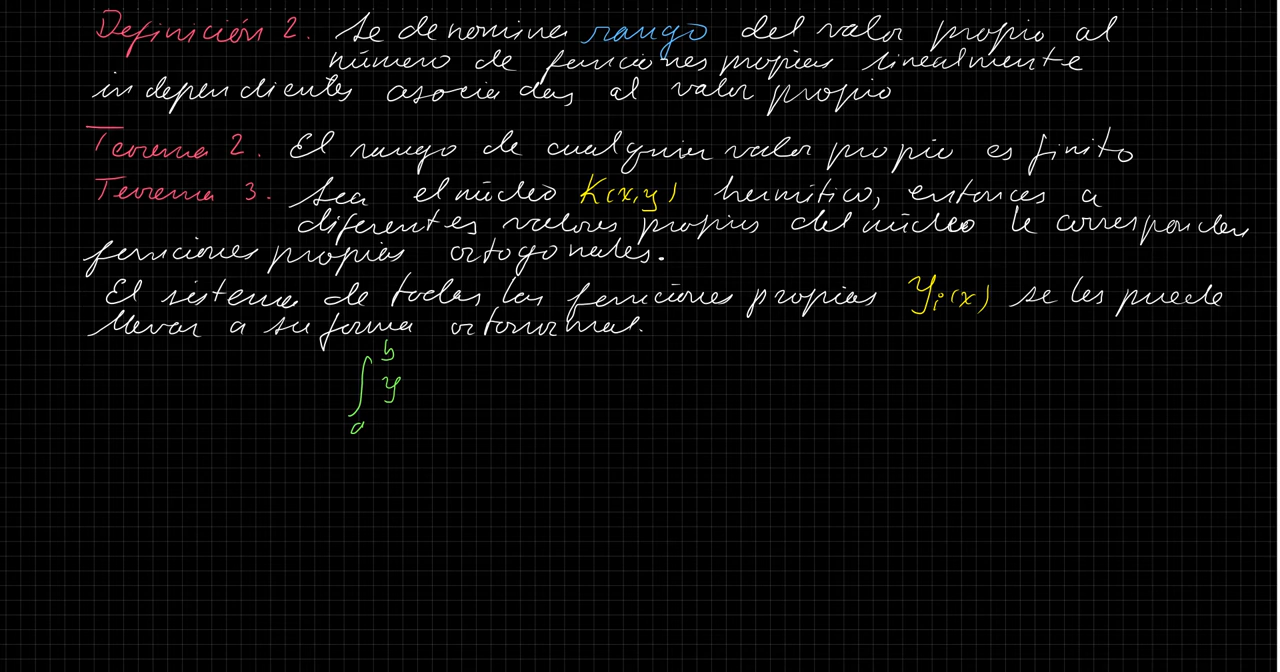 Definición 2. Se denomina rango del valor propio al
número de funciones propias linealmente
independientes asociadas al valor propio
Teorema 2. El rango de cualquier valor propio es finito
Teorema 3. Sea el núcleo K(x,y) hermítico, entonces a
diferentes valores propios del núcleo le corresponden
funciones propias ortogonales.
El sistema de todas las funciones propias Yi(x) se les puede
llevar a su forma ortonormal.
∫ₐᵇ y